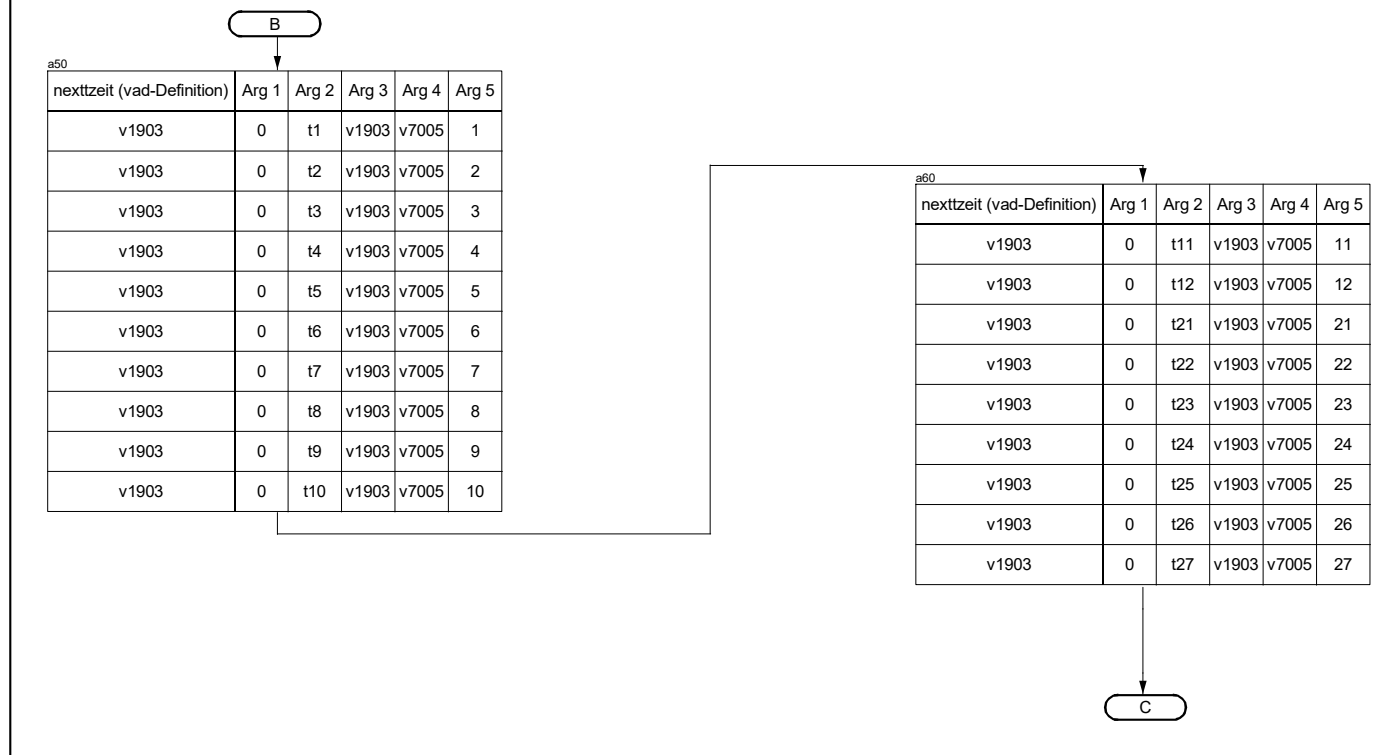 B
a50
nexttzeit (vad-Definition) Arg 1 Arg 2 Arg 3 Arg 4 Arg 5
v1903 0 t1 v1903 v7005 1
v1903 0 t2 v1903 v7005 2
v1903 0 t3 v1903 v7005 3
v1903 0 t4 v1903 v7005 4
v1903 0 t5 v1903 v7005 5
v1903 0 t6 v1903 v7005 6
v1903 0 t7 v1903 v7005 7
v1903 0 t8 v1903 v7005 8
v1903 0 t9 v1903 v7005 9
v1903 0 t10 v1903 v7005 10
a60
nexttzeit (vad-Definition) Arg 1 Arg 2 Arg 3 Arg 4 Arg 5
v1903 0 t11 v1903 v7005 11
v1903 0 t12 v1903 v7005 12
v1903 0 t21 v1903 v7005 21
v1903 0 t22 v1903 v7005 22
v1903 0 t23 v1903 v7005 23
v1903 0 t24 v1903 v7005 24
v1903 0 t25 v1903 v7005 25
v1903 0 t26 v1903 v7005 26
v1903 0 t27 v1903 v7005 27
C